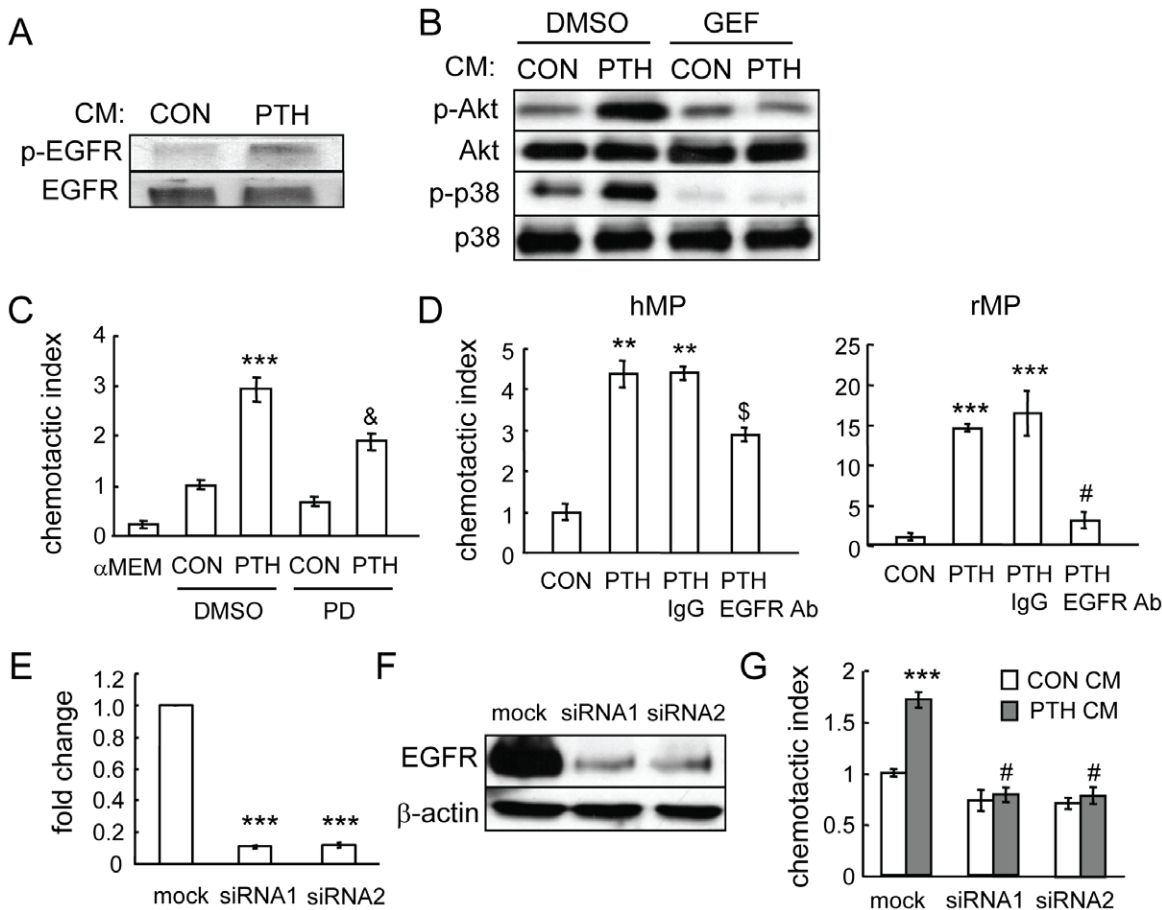 A
CM: CON PTH
p-EGFR
EGFR
B
DMSO GEF
CM: CON PTH CON PTH
p-Akt
Akt
p-p38
p38
C
chemotactic index
4
3
2
1
0
***
&
αMEM CON PTH CON PTH
DMSO PD
D
hMP
chemotactic index
5
4
3
2
1
0
** ** $
CON PTH PTH PTH
IgG EGFR Ab
rMP
25
20
15
10
5
0
*** *** #
CON PTH PTH PTH
IgG EGFR Ab
E
fold change
1.2
1.0
0.8
0.6
0.4
0.2
0
*** ***
mock siRNA1 siRNA2
F
mock siRNA1 siRNA2
EGFR
β-actin
G
chemotactic index
2
1.5
1
0.5
0
*** # #
CON CM
PTH CM
mock siRNA1 siRNA2